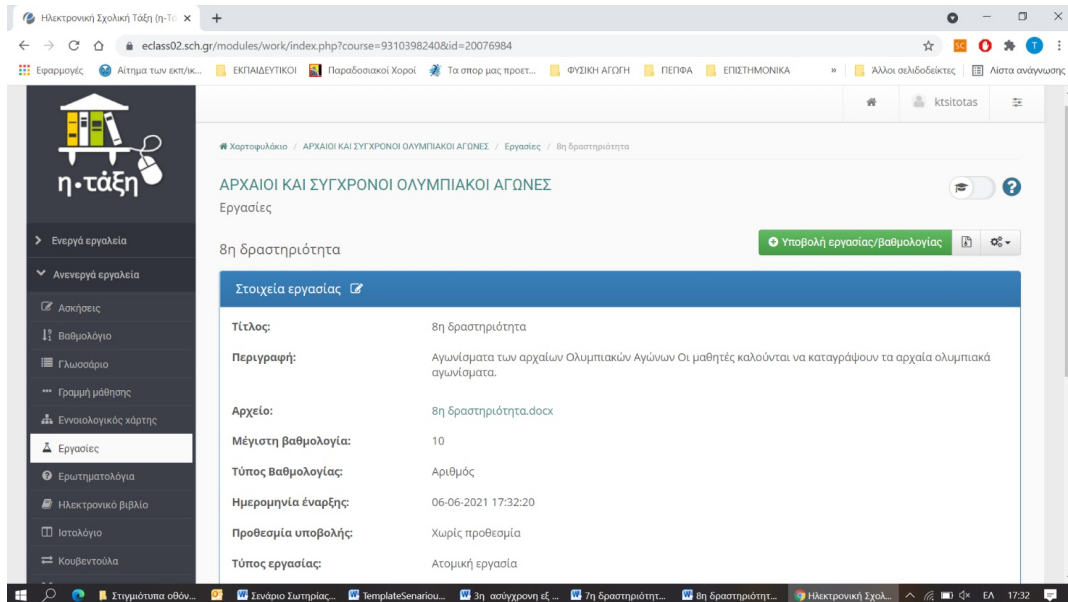 Ηλεκτρονική Σχολική Τάξη (η-Τά
eclass02.sch.gr/modules/work/index.php?course=9310398240&id=20076984
Εφαρμογές Αίτημα των εκπ/ικ... ΕΚΠΑΙΔΕΥΤΙΚΟΙ Παραδοσιακοί Χοροί Τα σπορ μας προετ... ΦΥΣΙΚΗ ΑΓΩΓΗ ΠΕΠΦΑ ΕΠΙΣΤΗΜΟΝΙΚΑ » Άλλοι σελιδοδείκτες Λίστα ανάγνωσης
η·τάξη
ktsitotas
Χαρτοφυλάκιο / ΑΡΧΑΙΟΙ ΚΑΙ ΣΥΓΧΡΟΝΟΙ ΟΛΥΜΠΙΑΚΟΙ ΑΓΩΝΕΣ / Εργασίες / 8η δραστηριότητα
ΑΡΧΑΙΟΙ ΚΑΙ ΣΥΓΧΡΟΝΟΙ ΟΛΥΜΠΙΑΚΟΙ ΑΓΩΝΕΣ
Εργασίες
8η δραστηριότητα
Υποβολή εργασίας/βαθμολογίας
Ενεργά εργαλεία
Ανενεργά εργαλεία
Ασκήσεις
Βαθμολόγιο
Γλωσσάριο
Γραμμή μάθησης
Εννοιολογικός χάρτης
Εργασίες
Ερωτηματολόγια
Ηλεκτρονικό βιβλίο
Ιστολόγιο
Κουβεντούλα
Στοιχεία εργασίας
Τίτλος: 8η δραστηριότητα
Περιγραφή: Αγωνίσματα των αρχαίων Ολυμπιακών Αγώνων Οι μαθητές καλούνται να καταγράψουν τα αρχαία ολυμπιακά
αγωνίσματα.
Αρχείο: 8η δραστηριότητα.docx
Μέγιστη βαθμολογία: 10
Τύπος Βαθμολογίας: Αριθμός
Ημερομηνία έναρξης: 06-06-2021 17:32:20
Προθεσμία υποβολής: Χωρίς προθεσμία
Τύπος εργασίας: Ατομική εργασία
Στιγμιότυπα οθόν... Σενάριο Σωτηρίας... TemplateSenariou... 3η ασύγχρονη εξ ... 7η δραστηριότητ... 8η δραστηριότητ... Ηλεκτρονική Σχολ... ΕΛ 17:32